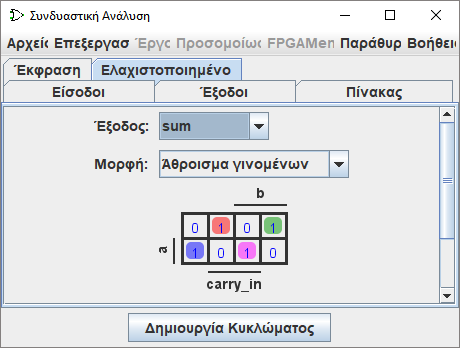 Συνδυαστική Ανάλυση
Αρχείο Επεξεργασ Έργο Προσομοίωσ FPGAMen Παράθυρ Βοήθει
Έκφραση Ελαχιστοποιημένο
Είσοδοι Έξοδοι Πίνακας
Έξοδος: sum
Μορφή: Άθροισμα γινομένων
b
0 1 0 1
a
1 0 1 0
carry_in
Δημιουργία Κυκλώματος